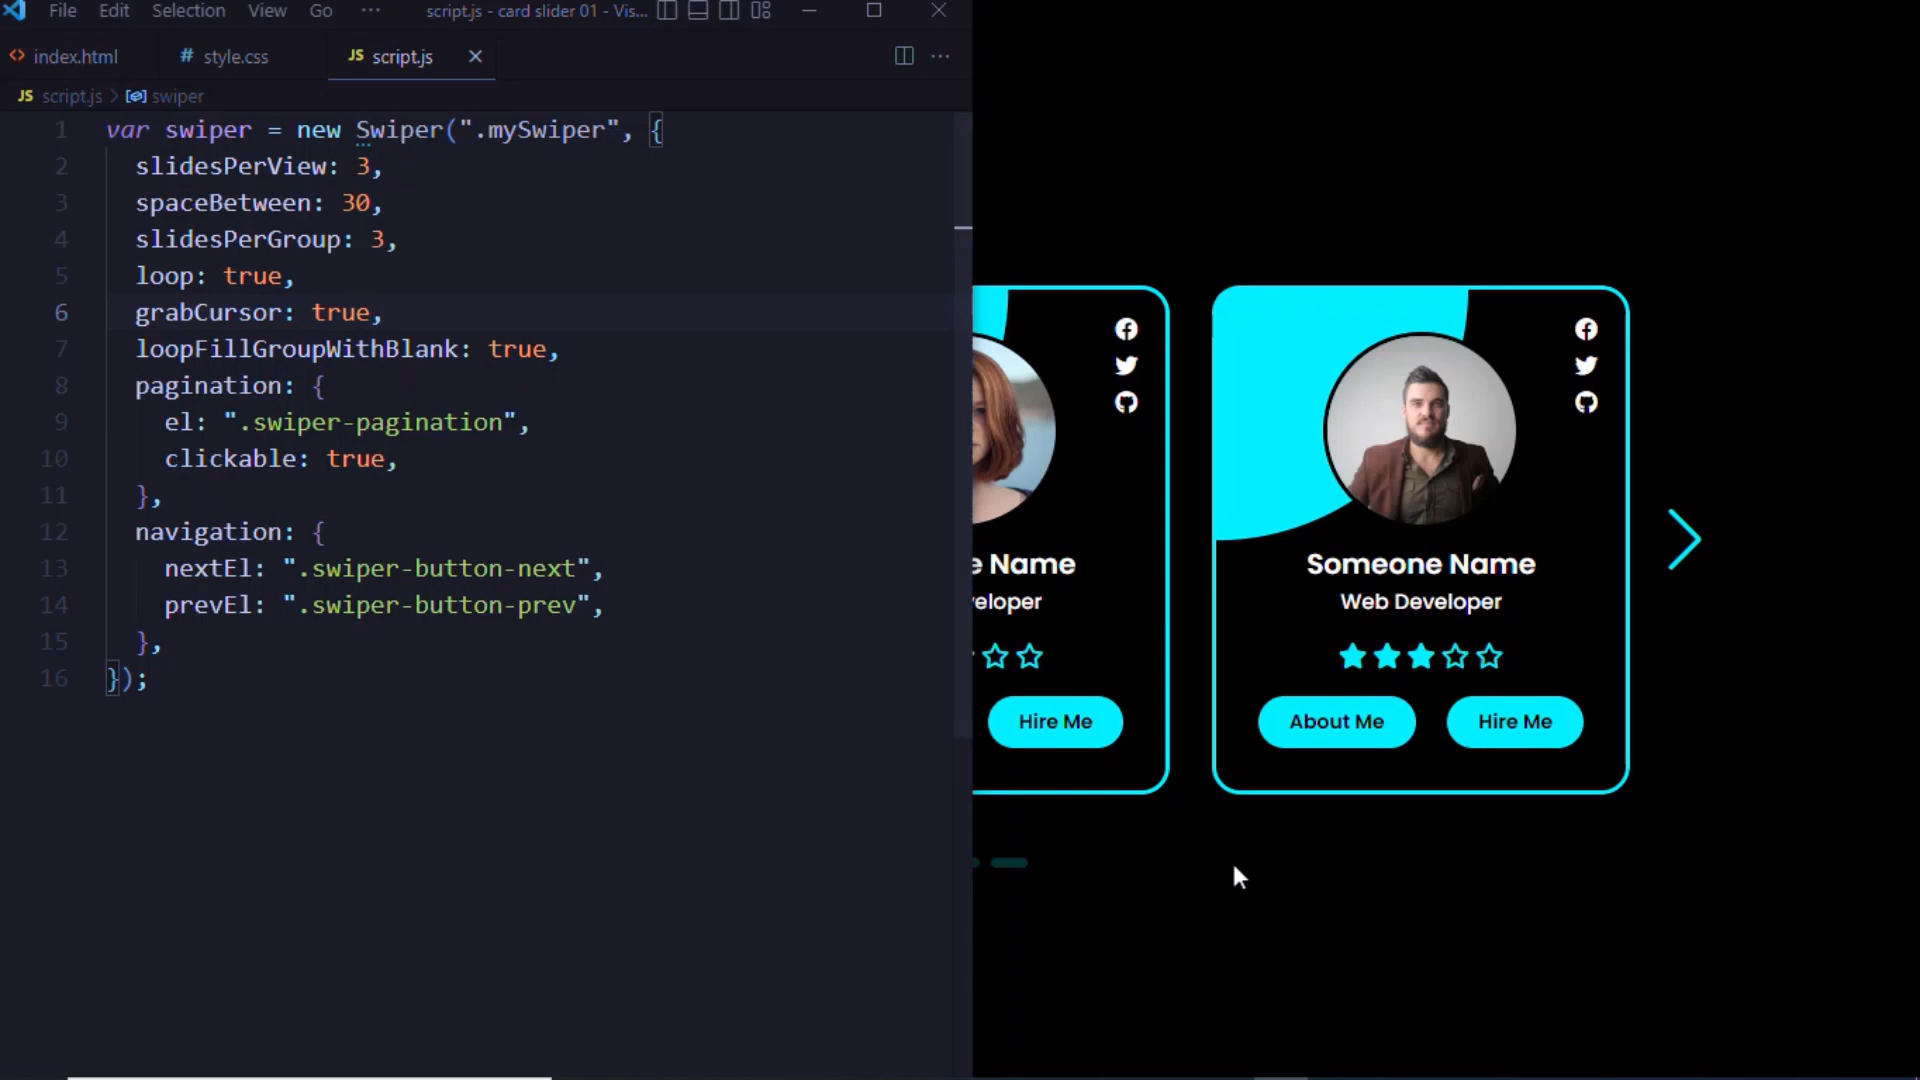 File Edit Selection View Go ··· script.js - card slider 01 - Vis...
index.html # style.css JS script.js
JS script.js > swiper
1 var swiper = new Swiper(".mySwiper", {
2 slidesPerView: 3,
3 spaceBetween: 30,
4 slidesPerGroup: 3,
5 loop: true,
6 grabCursor: true,
7 loopFillGroupWithBlank: true,
8 pagination: {
9 el: ".swiper-pagination",
10 clickable: true,
11 },
12 navigation: {
13 nextEl: ".swiper-button-next",
14 prevEl: ".swiper-button-prev",
15 },
16 });
e Name
eloper
Hire Me
Someone Name
Web Developer
About Me Hire Me